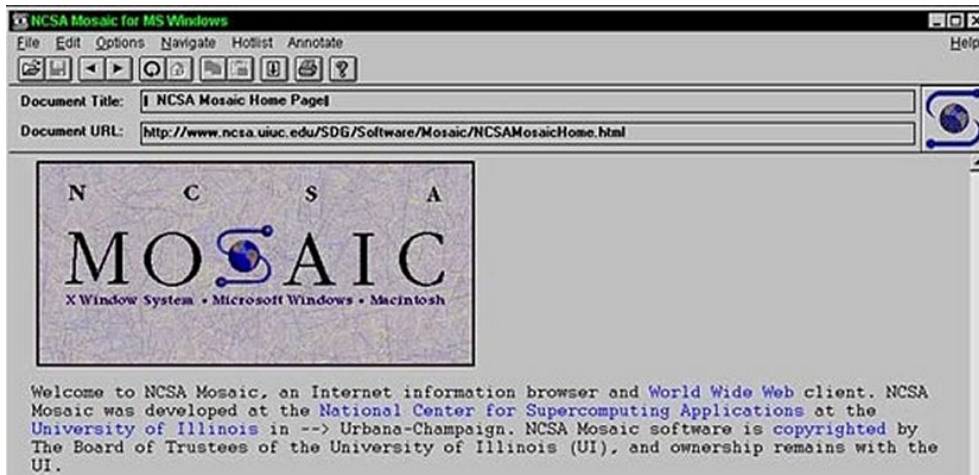 NCSA Mosaic for MS Windows
File Edit Options Navigate Hotlist Annotate Help
Document Title: NCSA Mosaic Home Page
Document URL: http://www.ncsa.uiuc.edu/SDG/Software/Mosaic/NCSAMosaicHome.html
N C S A
MOSAIC
X Window System • Microsoft Windows • Macintosh
Welcome to NCSA Mosaic, an Internet information browser and World Wide Web client. NCSA
Mosaic was developed at the National Center for Supercomputing Applications at the
University of Illinois in --> Urbana-Champaign. NCSA Mosaic software is copyrighted by
The Board of Trustees of the University of Illinois (UI), and ownership remains with the
UI.